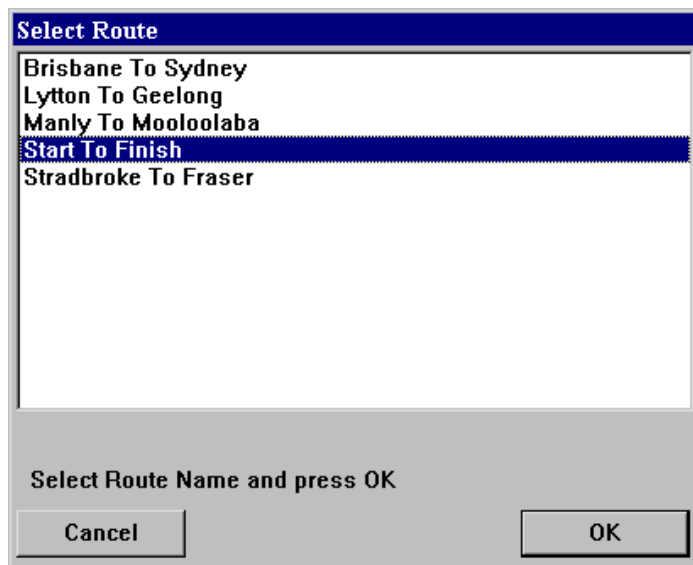 Select Route
Brisbane To Sydney
Lytton To Geelong
Manly To Mooloolaba
Start To Finish
Stradbroke To Fraser
Select Route Name and press OK
Cancel
OK